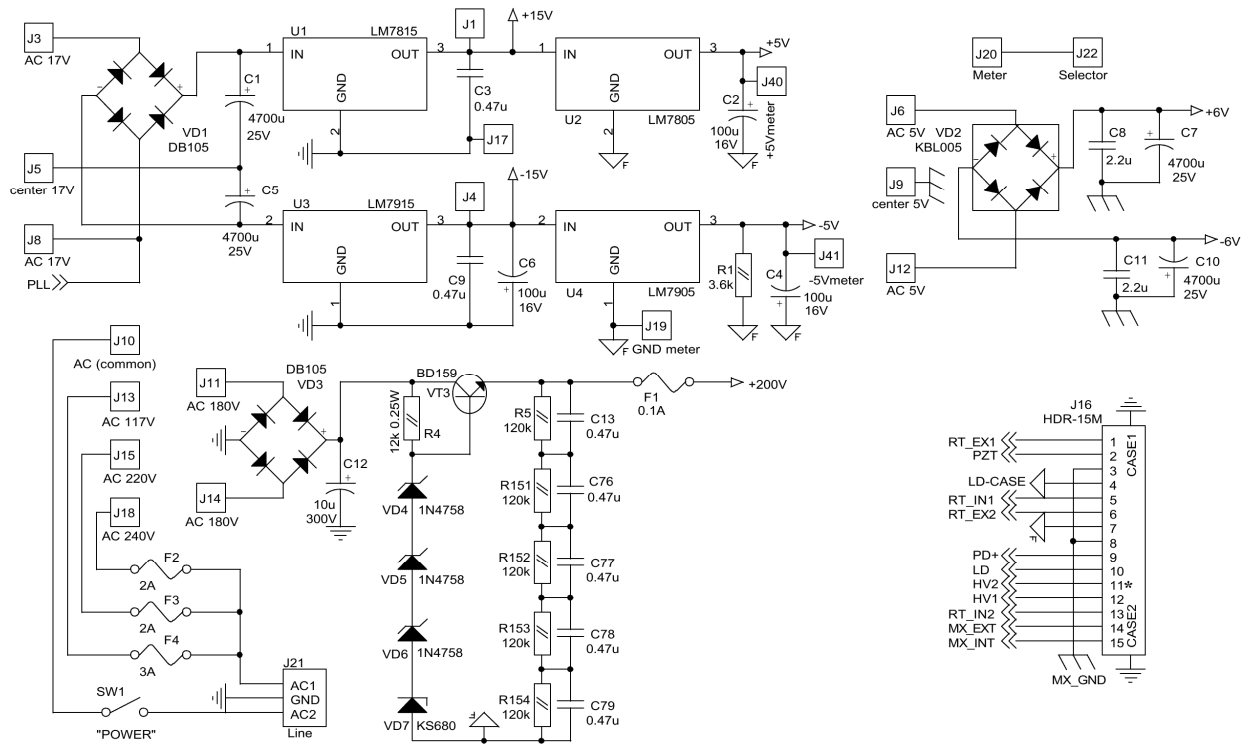 J3
AC 17V
VD1
DB105
J5
center 17V
J8
AC 17V
PLL
C1
4700u
25V
C5
4700u
25V
U1 LM7815
1 IN OUT 3
GND
2
J1
+15V
C3
0.47u
J17
1 IN 3
GND
2
U2 LM7805
+5V
J40
+5Vmeter
C2
100u
16V
F
F
U3 LM7915
2 IN OUT 3
GND
1
J4
-15V
C9
0.47u
C6
100u
16V
2 IN 3
GND
1
U4 LM7905
J19
GND meter
F
R1
3.6k
C4
100u
16V
-5V
J41
-5Vmeter
F
F
J20
Meter
J22
Selector
J6
AC 5V
VD2
KBL005
J9
center 5V
J12
AC 5V
C8
2.2u
C7
4700u
25V
+6V
C11
2.2u
C10
4700u
25V
-6V
J10
AC (common)
J13
AC 117V
J15
AC 220V
J18
AC 240V
F2
2A
F3
2A
F4
3A
SW1
"POWER"
J21
AC1
GND
AC2
Line
J11
AC 180V
DB105
VD3
J14
AC 180V
C12
10u
300V
BD159
VT3
12k 0.25W
R4
VD4 1N4758
VD5 1N4758
VD6 1N4758
VD7 KS680
F
R5
120k
C13
0.47u
R151
120k
C76
0.47u
R152
120k
C77
0.47u
R153
120k
C78
0.47u
R154
120k
C79
0.47u
F1
0.1A
+200V
J16
HDR-15M
CASE1
RT_EX1 1
PZT 2
3
LD-CASE 4
RT_IN1 5
RT_EX2 6
F 7
8
PD+ 9
LD 10
HV2 11*
HV1 12
RT_IN2 13
MX_EXT 14
MX_INT 15
CASE2
MX_GND